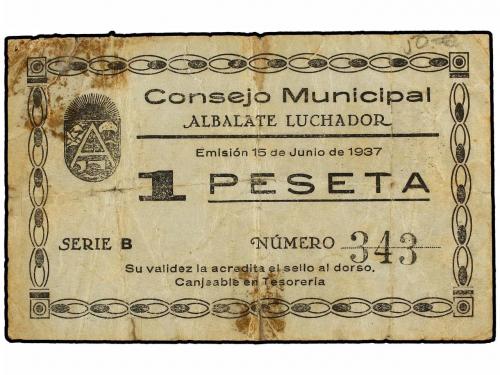 Consejo Municipal
ALBALATE LUCHADOR
Emisión 15 de Junio de 1937
1 PESETA
SERIE B NÚMERO 343
Su validez la acredita el sello al dorso.
Canjeable en Tesorería